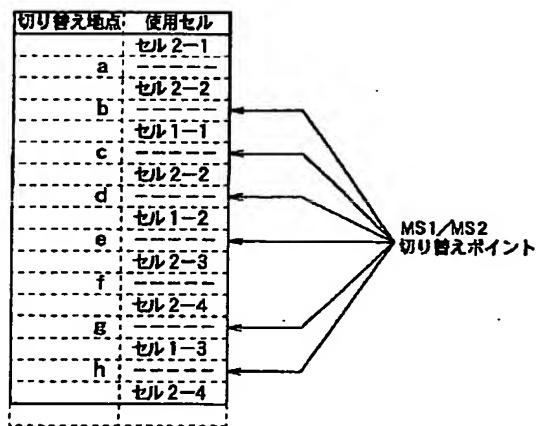 切り替え地点 使用セル
セル2-1
a -----
セル2-2
b -----
セル1-1
c -----
セル2-2
d -----
セル1-2
e -----
セル2-3
f -----
セル2-4
g -----
セル1-3
h -----
セル2-4
MS1/MS2
切り替えポイント